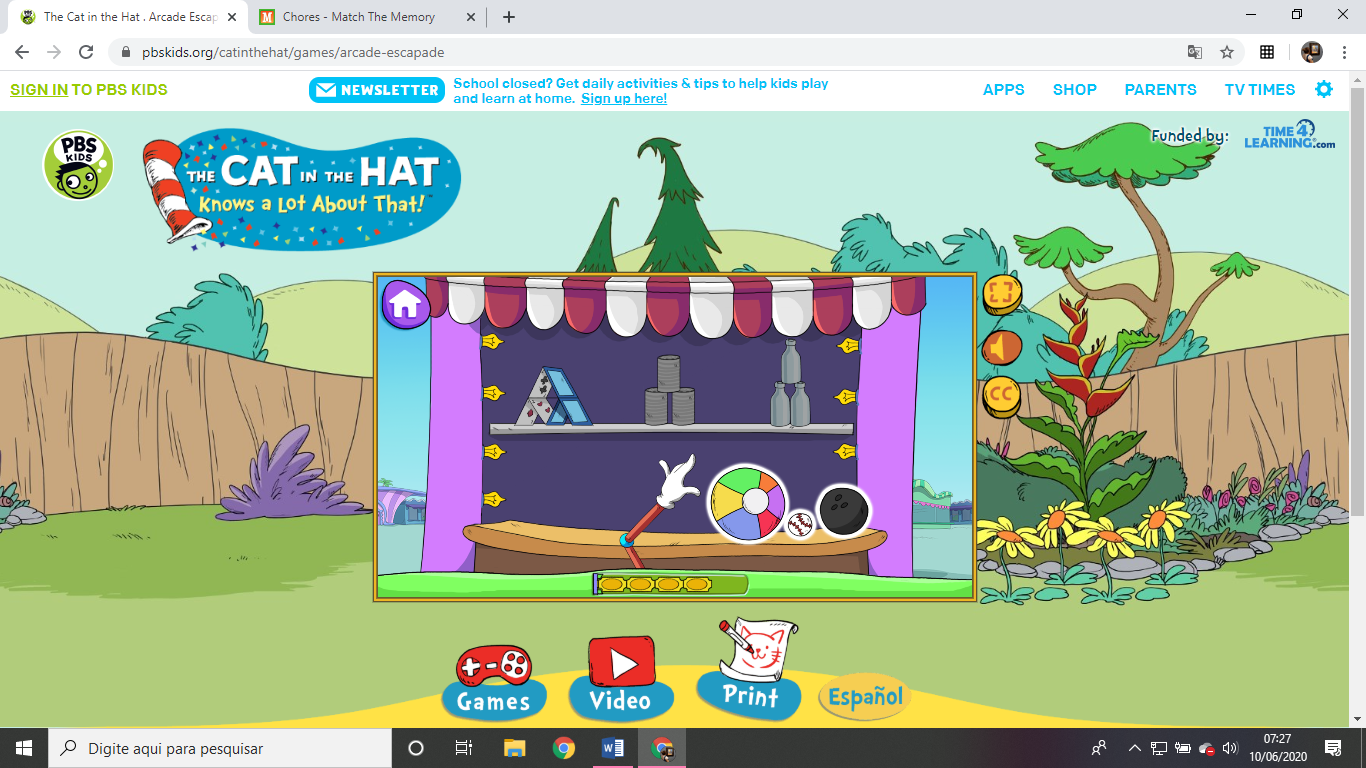 The Cat in the Hat . Arcade Escap
Chores - Match The Memory
pbskids.org/catinthehat/games/arcade-escapade
SIGN IN TO PBS KIDS
NEWSLETTER
School closed? Get daily activities & tips to help kids play
and learn at home. Sign up here!
APPS SHOP PARENTS TV TIMES
PBS
KIDS
THE CAT IN THE HAT
Knows a Lot About That!
Funded by:
TIME 4
LEARNING.com
CC
Games
Video
Print
Español
Digite aqui para pesquisar
07:27
10/06/2020